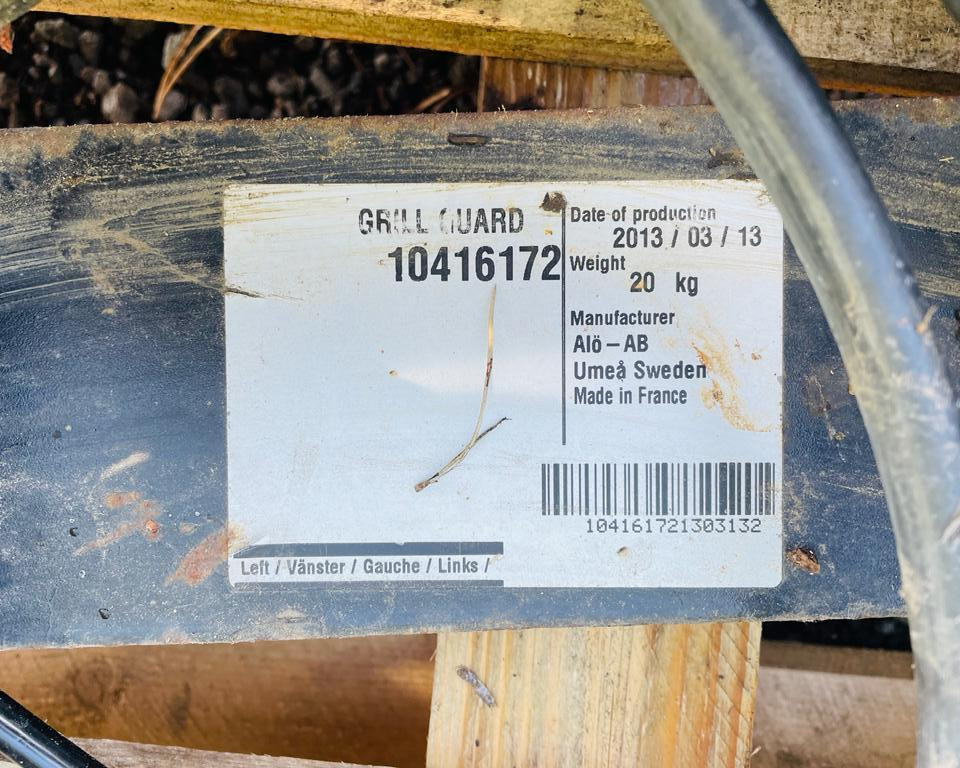 GRILL GUARD
10416172
Date of production
2013 / 03 / 13
Weight
20 kg
Manufacturer
Alö – AB
Umeå Sweden
Made in France
104161721303132
Left / Vänster / Gauche / Links /